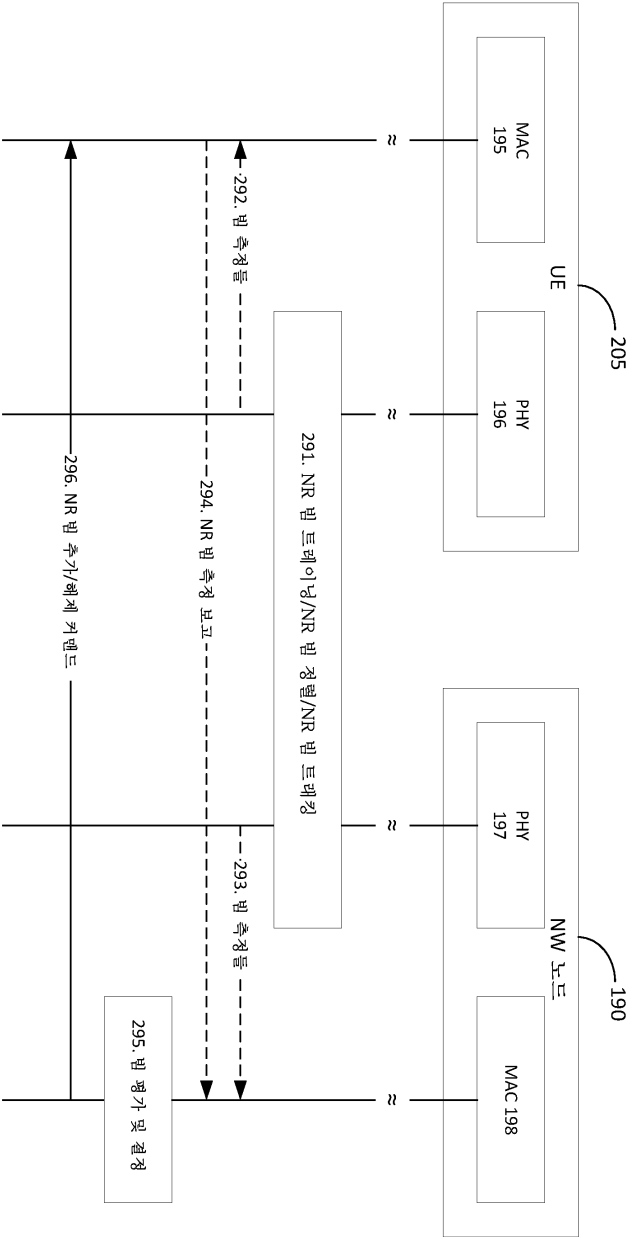 205
190
UE
NW 노드
MAC
195
PHY
196
PHY
197
MAC 198
291. NR 빔 트레이닝/NR 빔 정렬/NR 빔 트래킹
292. 빔 측정들
293. 빔 측정들
294. NR 빔 측정 보고
295. 빔 평가 및 결정
296. NR 빔 추가/해제 커맨드